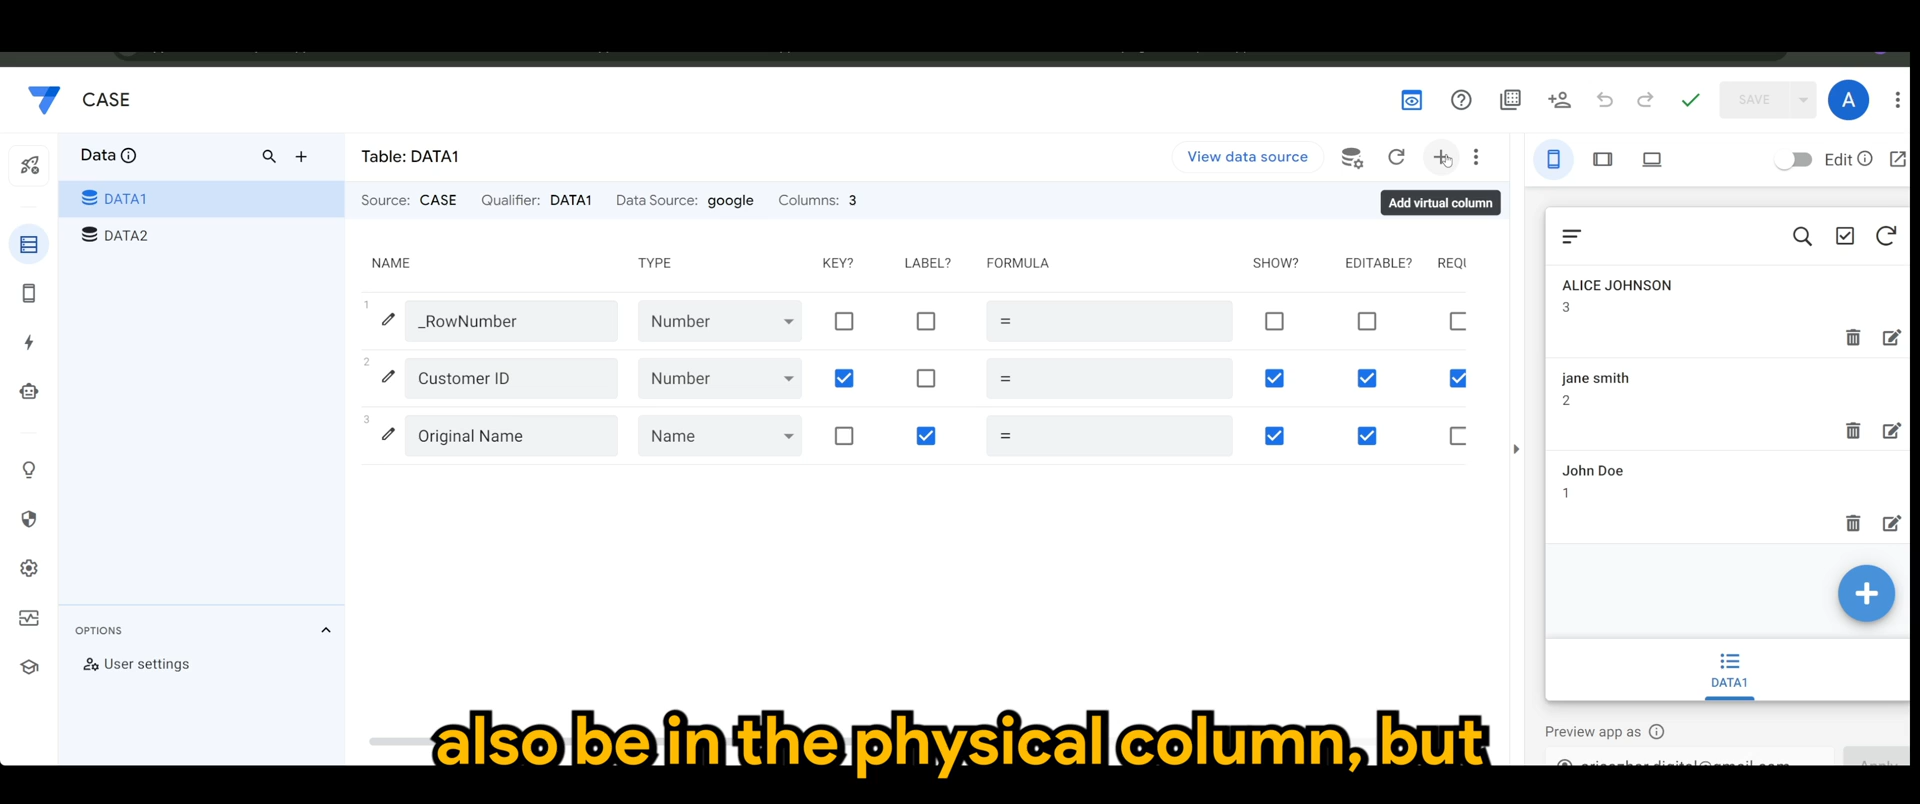 CASE
SAVE
A
Data
Table: DATA1
View data source
Edit
DATA1
Source: CASE Qualifier: DATA1 Data Source: google Columns: 3
Add virtual column
DATA2
NAME TYPE KEY? LABEL? FORMULA SHOW? EDITABLE?
1
_RowNumber Number =
2
Customer ID Number =
3
Original Name Name =
ALICE JOHNSON
3
jane smith
2
John Doe
1
DATA1
OPTIONS
User settings
Preview app as
also be in the physical column, but